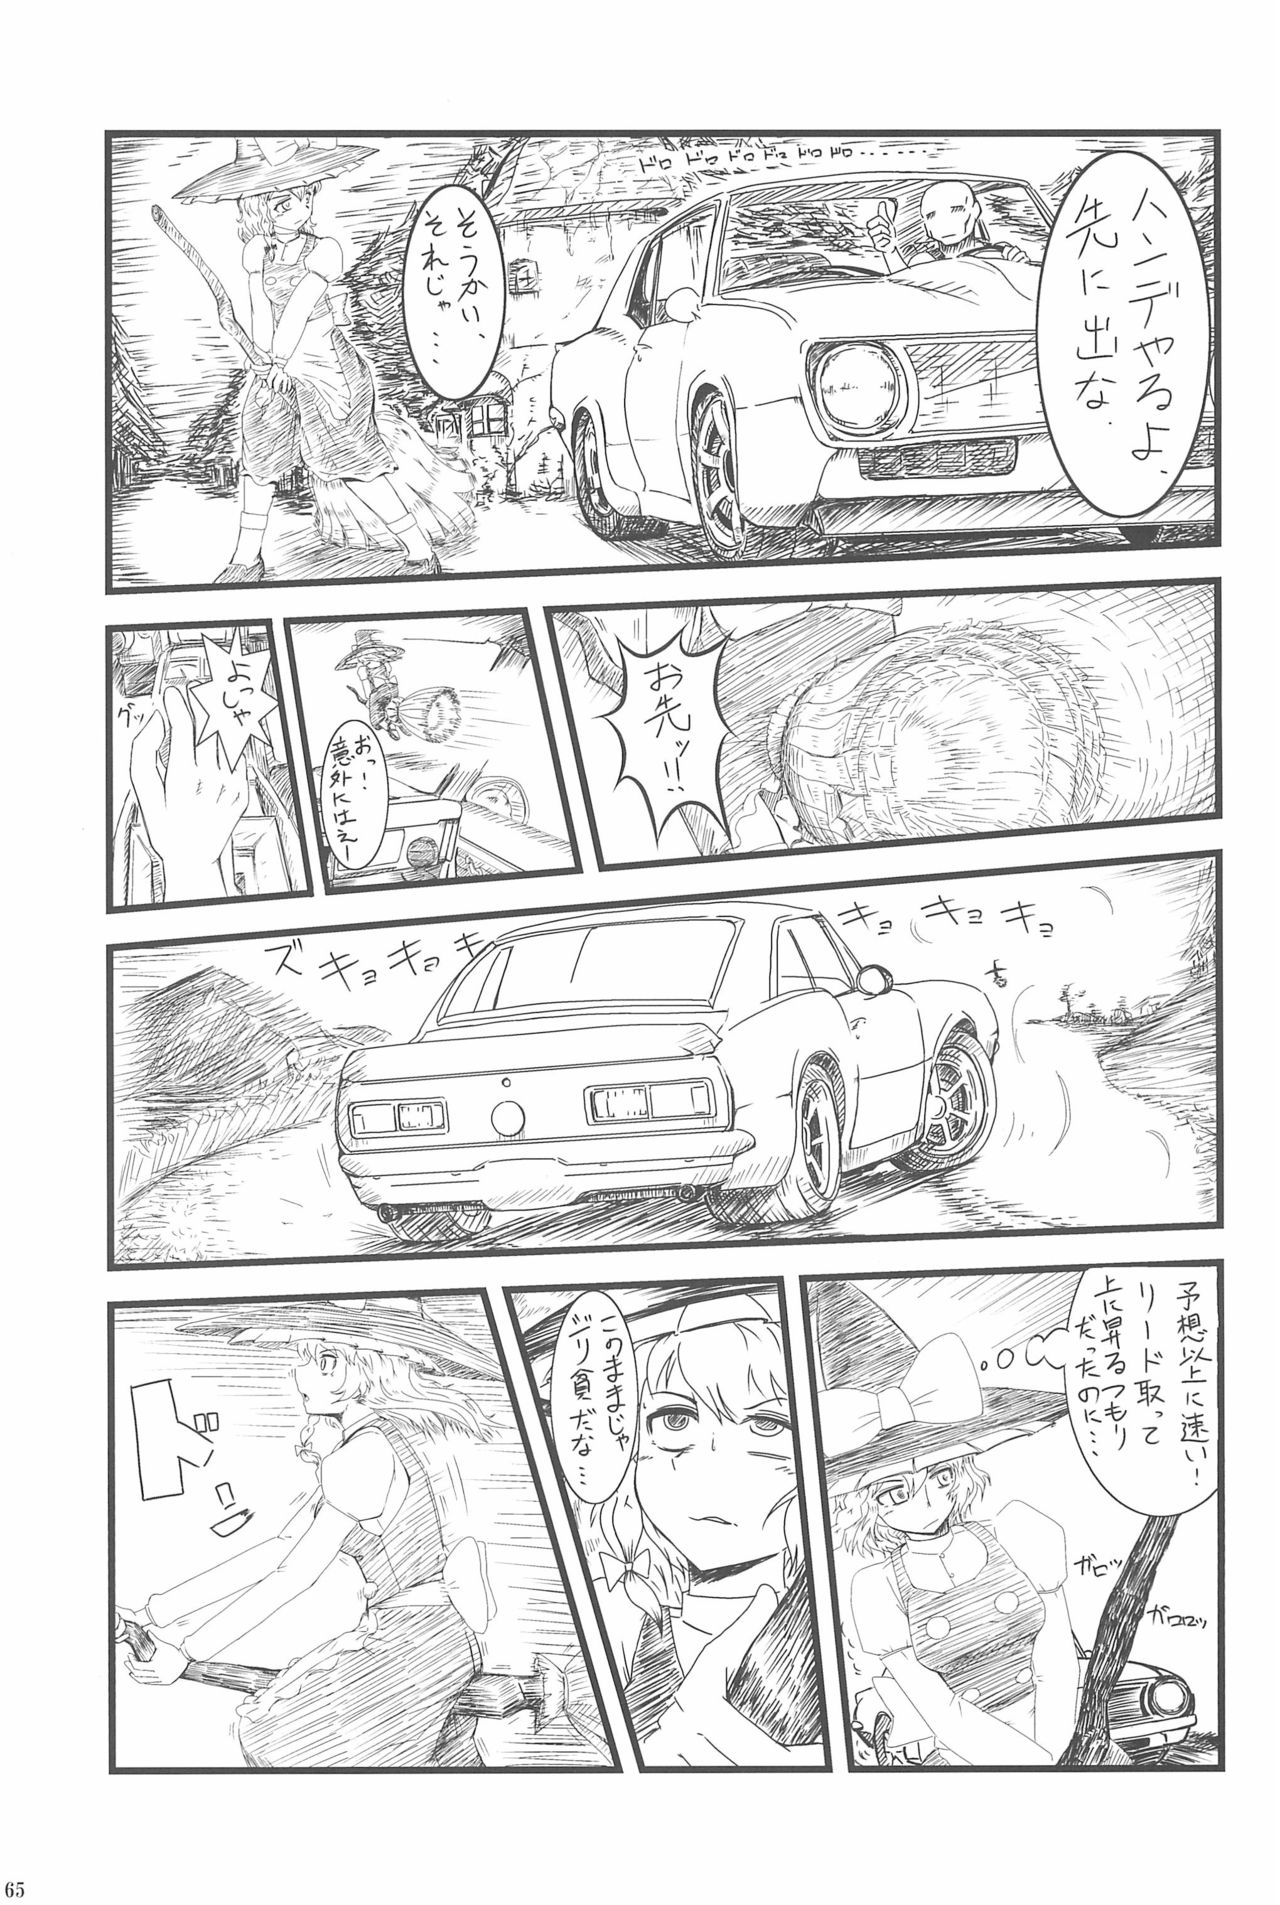 ハンデやるよ、
先に出な.
ドロドロドロドロドロドロ.......
そうかい、
それじゃ
・・・
お先ッ!!
おっ!
意外にはえー
よっしゃ
グッ
ズキョキョキキョキョキョ
予想以上に速い!
リード取って
上に昇るつもり
だったのに・・・
ガロッ
ガロロッ
このままじゃ
ジリ貧だな・・・
ド